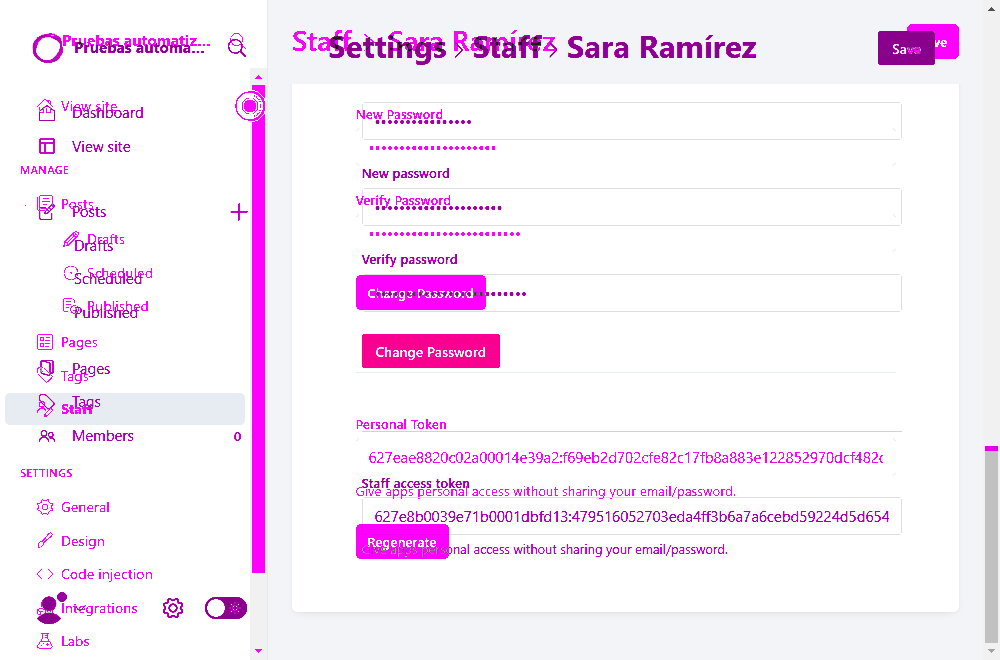 Pruebas automatiz...
Pruebas automa...
Staff › Sara Ramírez
Settings › Staff › Sara Ramírez
Save
View site
Dashboard
View site
MANAGE
Posts
Posts
Drafts
Drafts
Scheduled
Scheduled
Published
Published
Pages
Tags
Pages
Staff
Tags
Members 0
SETTINGS
General
Design
Code injection
Integrations
Labs
New Password
New password
Verify Password
Verify password
Change Password
Change Password
Personal Token
627eae8820c02a00014e39a2:f69eb2d702cfe82c17fb8a883e122852970dcf482c
Staff access token
Give apps personal access without sharing your email/password.
627e8b0039e71b0001dbfd13:479516052703eda4ff3b6a7a6cebd59224d5d654
Regenerate
Give apps personal access without sharing your email/password.